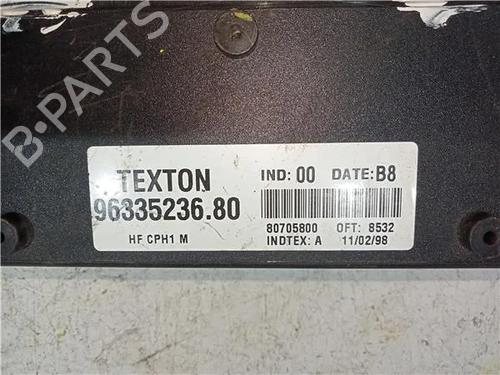 B-PARTS
TEXTON
IND: 00 DATE: B8
96335236.80
80705800 OFT: 8532
HF CPH1 M
INDTEX: A 11/02/98